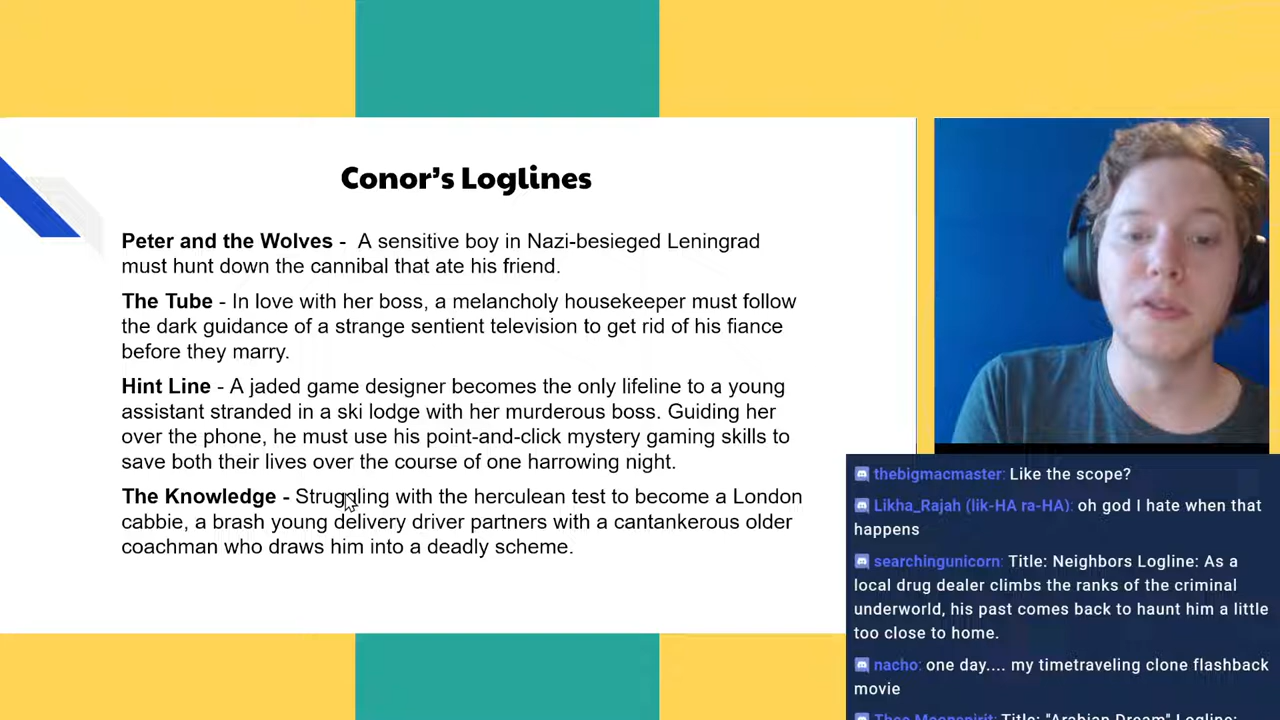 Conor's Loglines
Peter and the Wolves - A sensitive boy in Nazi-besieged Leningrad
must hunt down the cannibal that ate his friend.
The Tube - In love with her boss, a melancholy housekeeper must follow
the dark guidance of a strange sentient television to get rid of his fiance
before they marry.
Hint Line - A jaded game designer becomes the only lifeline to a young
assistant stranded in a ski lodge with her murderous boss. Guiding her
over the phone, he must use his point-and-click mystery gaming skills to
save both their lives over the course of one harrowing night.
The Knowledge - Struggling with the herculean test to become a London
cabbie, a brash young delivery driver partners with a cantankerous older
coachman who draws him into a deadly scheme.
thebigmacmaster: Like the scope?
Likha_Rajah (lik-HA ra-HA): oh god I hate when that
happens
searchingunicorn: Title: Neighbors Logline: As a
local drug dealer climbs the ranks of the criminal
underworld, his past comes back to haunt him a little
too close to home.
nacho: one day.... my timetraveling clone flashback
movie
Title: "Arabian Dream" Logline: